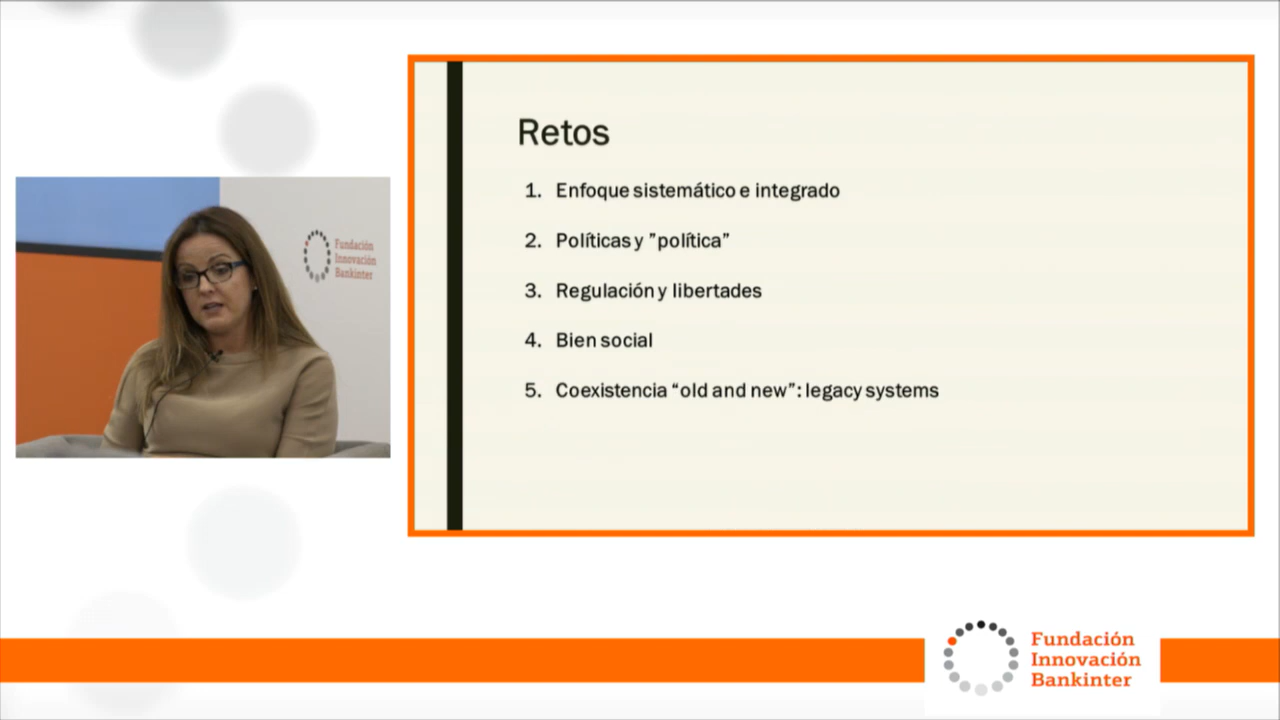 Retos
1. Enfoque sistemático e integrado
2. Políticas y ”política”
3. Regulación y libertades
4. Bien social
5. Coexistencia “old and new”: legacy systems
Fundación
Innovación
Bankinter
Fundación
Innovación
Bankinter